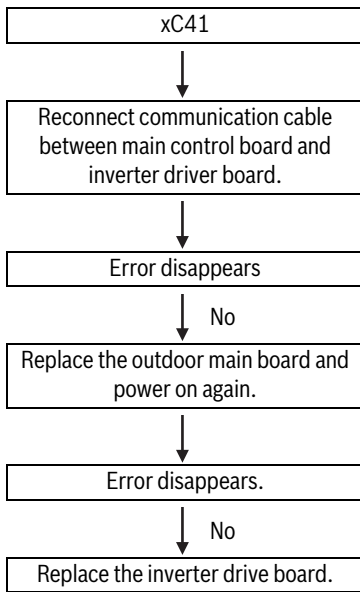 xC41
Reconnect communication cable
between main control board and
inverter driver board.
Error disappears
No
Replace the outdoor main board and
power on again.
Error disappears.
No
Replace the inverter drive board.